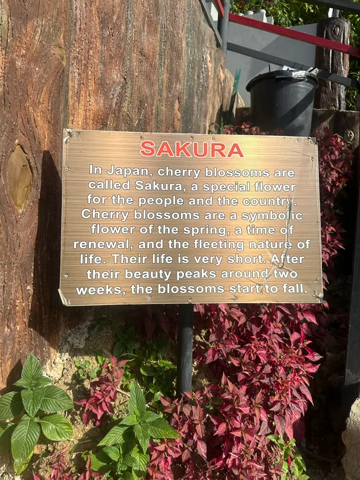 SAKURA
In Japan, cherry blossoms are
called Sakura, a special flower
for the people and the country.
Cherry blossoms are a symbolic
flower of the spring, a time of
renewal, and the fleeting nature of
life. Their life is very short. After
their beauty peaks around two
weeks, the blossoms start to fall.